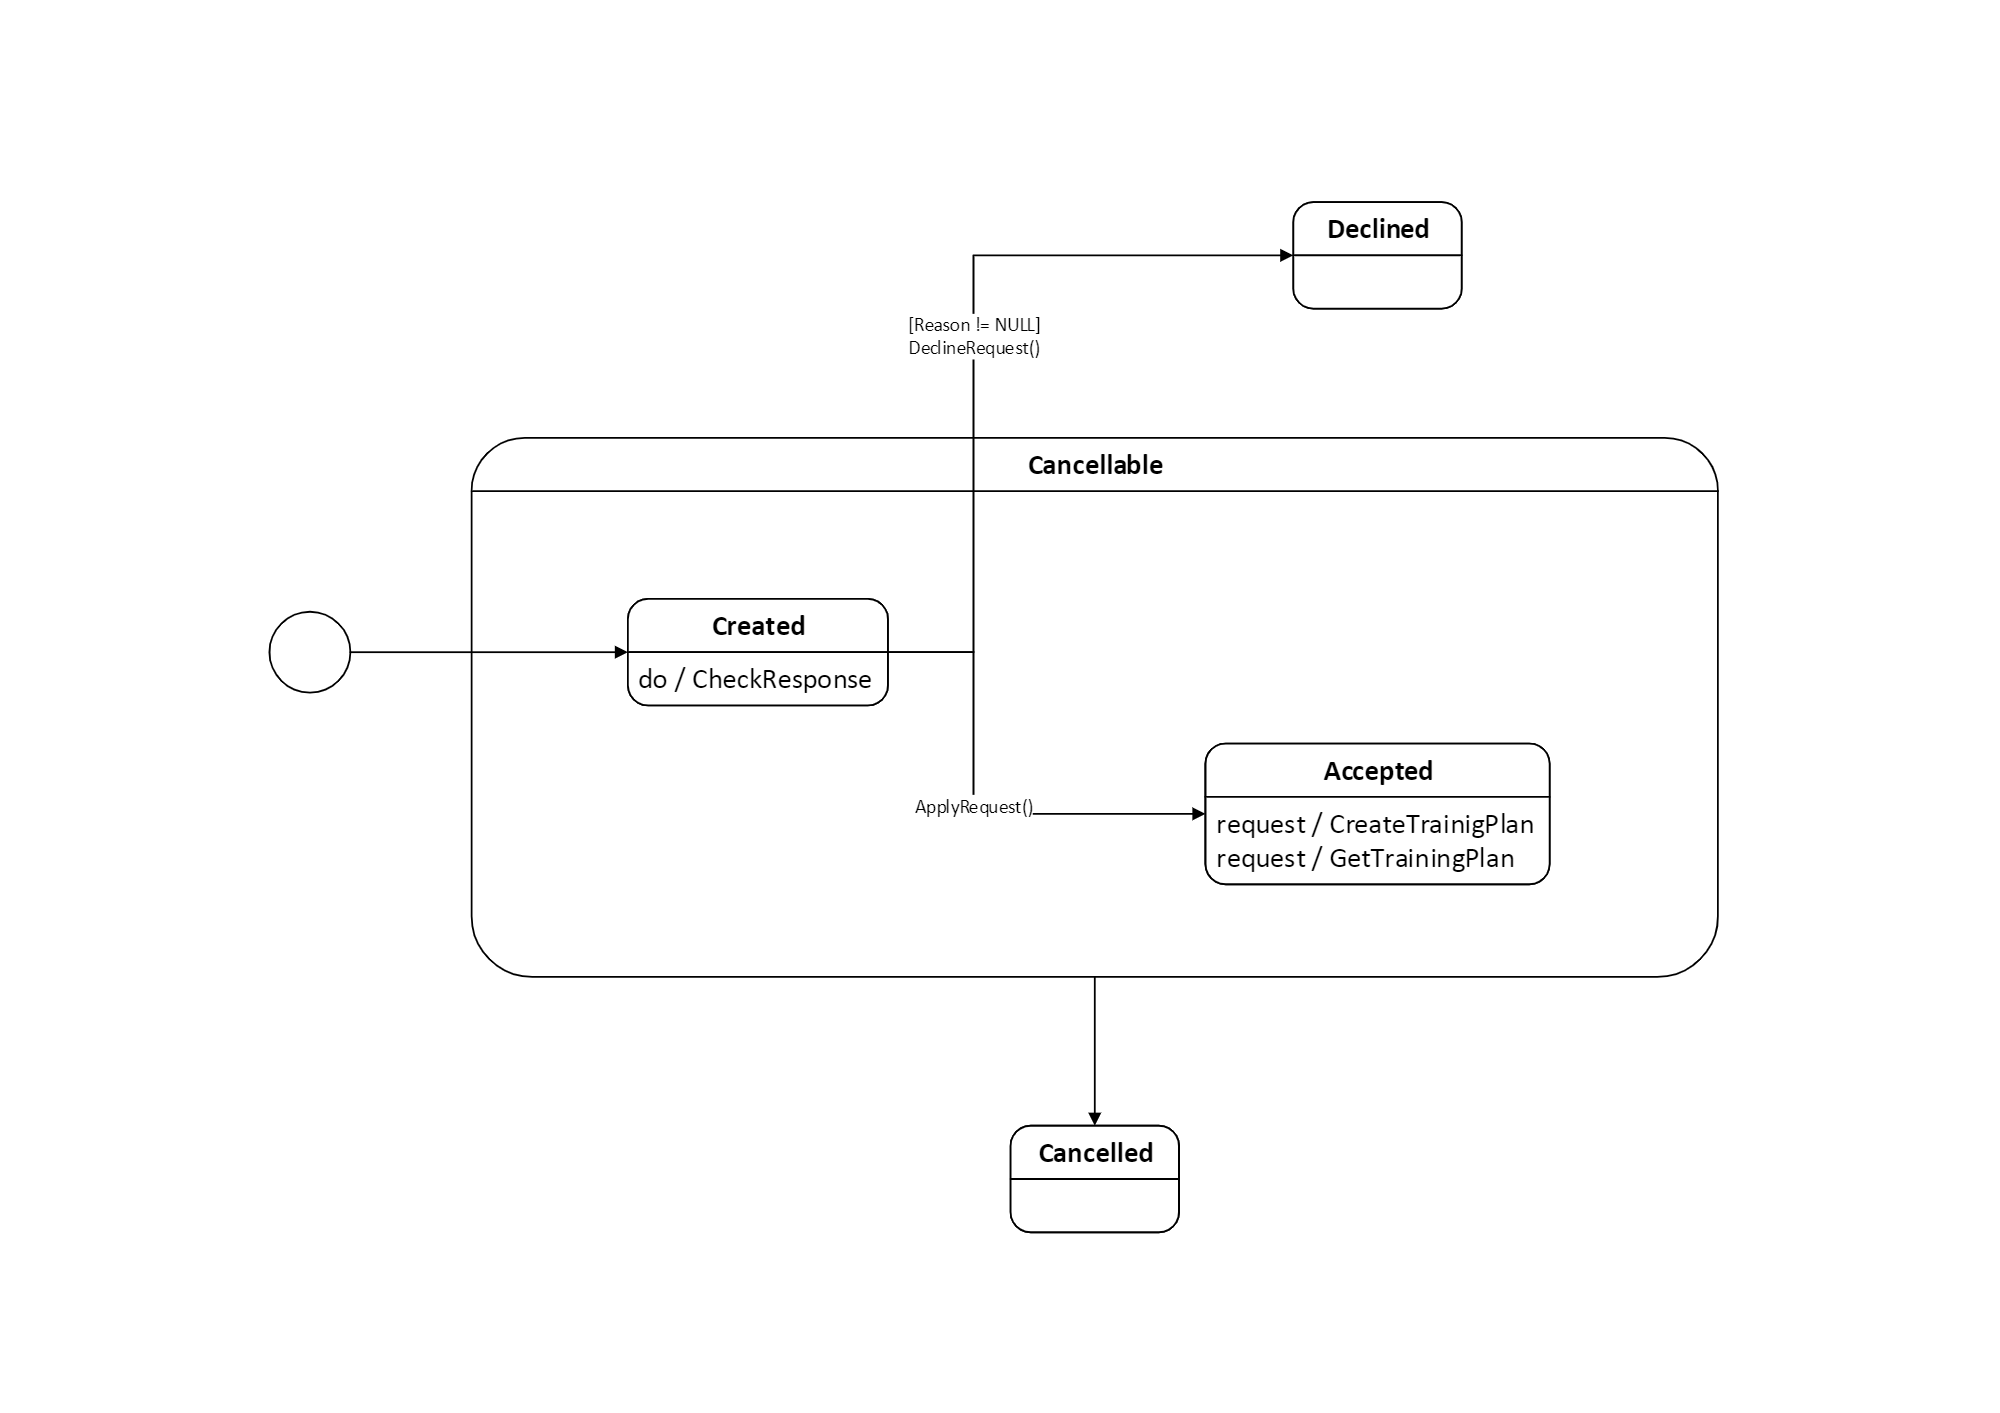 Declined
[Reason != NULL]
DeclineRequest()
Cancellable
Created
do / CheckResponse
Accepted
request / CreateTrainigPlan
request / GetTrainingPlan
ApplyRequest()
Cancelled